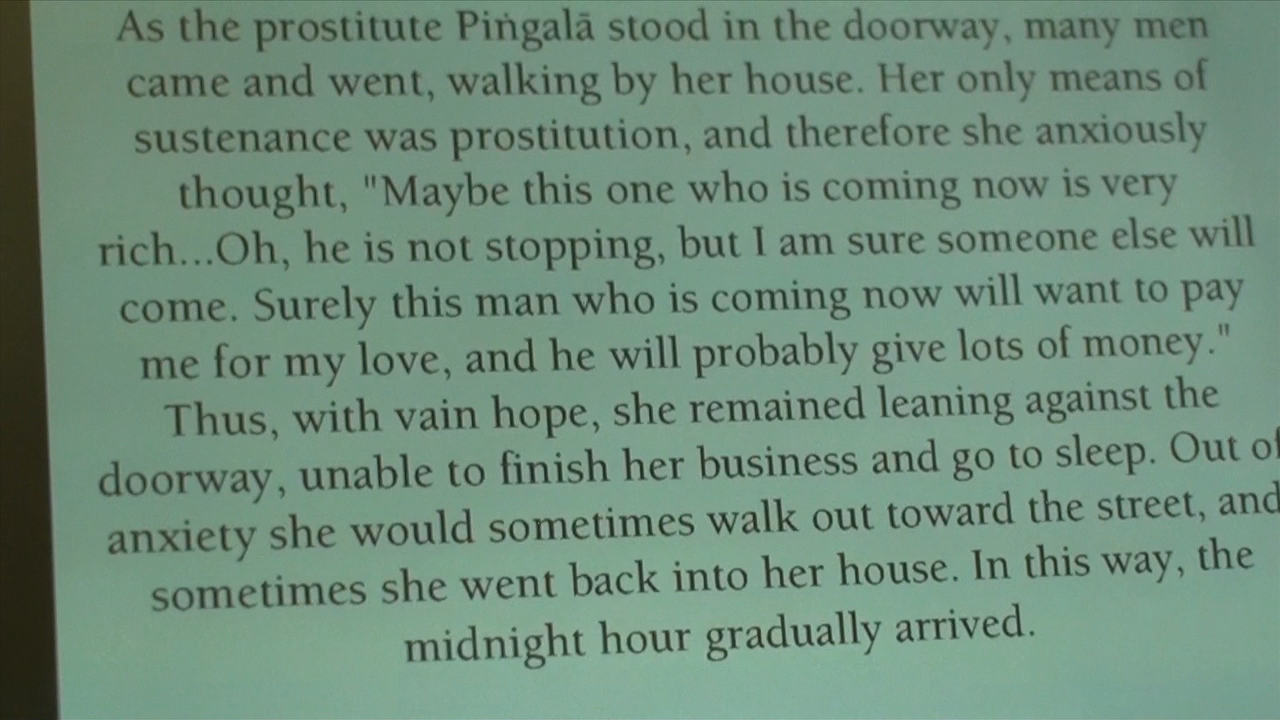 As the prostitute Piṅgalā stood in the doorway, many men
came and went, walking by her house. Her only means of
sustenance was prostitution, and therefore she anxiously
thought, "Maybe this one who is coming now is very
rich...Oh, he is not stopping, but I am sure someone else will
come. Surely this man who is coming now will want to pay
me for my love, and he will probably give lots of money."
Thus, with vain hope, she remained leaning against the
doorway, unable to finish her business and go to sleep. Out of
anxiety she would sometimes walk out toward the street, and
sometimes she went back into her house. In this way, the
midnight hour gradually arrived.